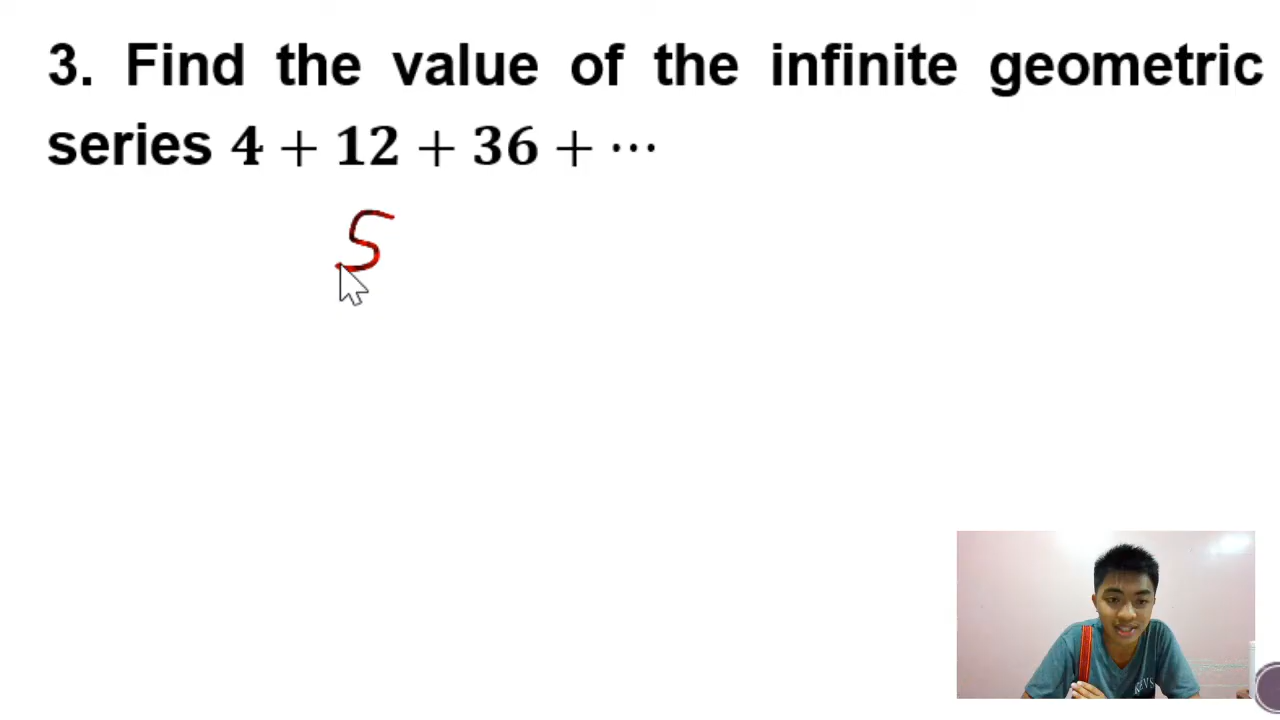 3. Find the value of the infinite geometric
series 4 + 12 + 36 + ⋯
S